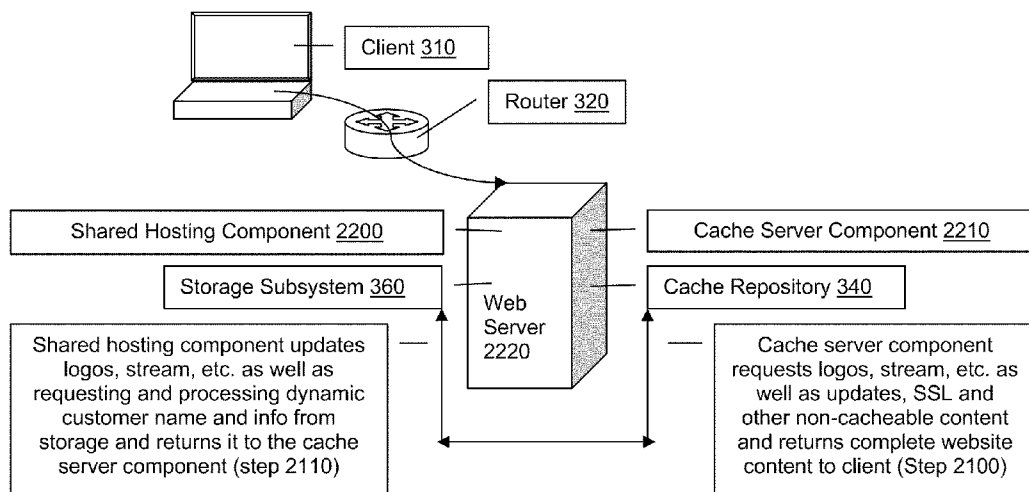 Client 310
Router 320
Shared Hosting Component 2200
Cache Server Component 2210
Storage Subsystem 360
Cache Repository 340
Web
Server
2220
Shared hosting component updates
logos, stream, etc. as well as
requesting and processing dynamic
customer name and info from
storage and returns it to the cache
server component (step 2110)
Cache server component
requests logos, stream, etc. as
well as updates, SSL and
other non-cacheable content
and returns complete website
content to client (Step 2100)